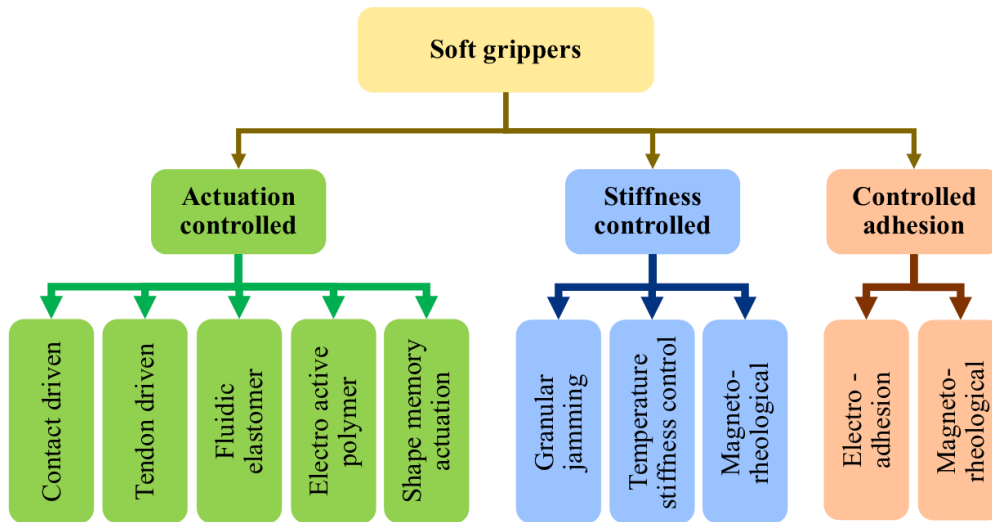 Soft grippers
Actuation
controlled
Stiffness
controlled
Controlled
adhesion
Contact driven
Tendon driven
Fluidic
elastomer
Electro active
polymer
Shape memory
actuation
Granular
jamming
Temperature
stiffness control
Magneto-
rheological
Electro -
adhesion
Magneto-
rheological